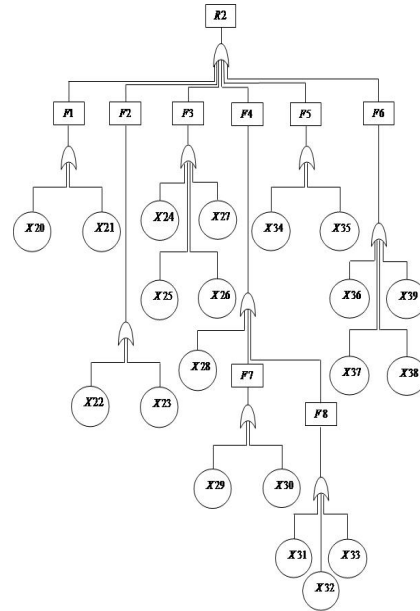 R2
F1 F2 F3 F4 F5 F6
X20 X21 X24 X27 X34 X35
X25 X26 X36 X39
X28 X37 X38
F7
X22 X23 F8
X29 X30
X31 X33
X32